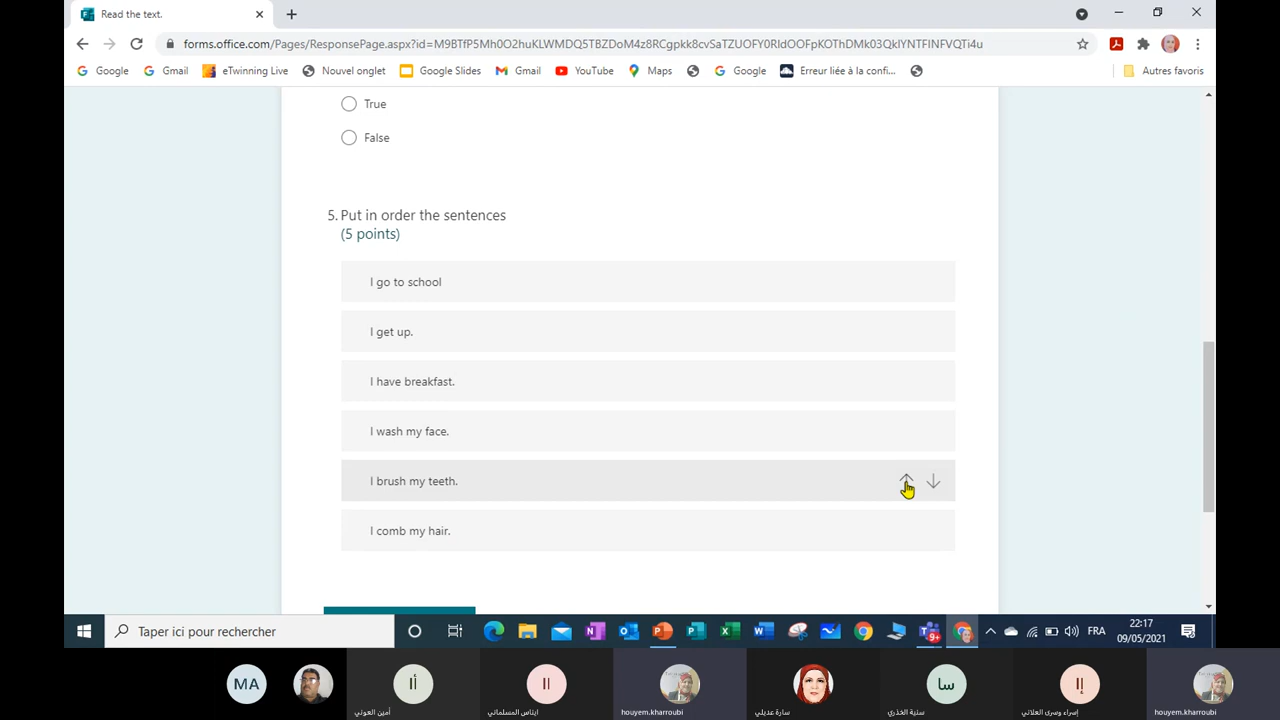 Read the text.
forms.office.com/Pages/ResponsePage.aspx?id=M9BTfP5Mh0O2huKLWMDQ5TBZDoM4z8RCgpkk8cvSaTZUOFY0RldOOFpKOThDMk03QklYNTFINFVQTi4u
Google Gmail eTwinning Live Nouvel onglet Google Slides Gmail YouTube Maps Google Erreur liée à la confi... Autres favoris
True
False
5. Put in order the sentences
(5 points)
I go to school
I get up.
I have breakfast.
I wash my face.
I brush my teeth.
I comb my hair.
Taper ici pour rechercher
FRA
22:17
09/05/2021
MA أا اا سا إا
أمين العوني ايناس المسلماني houyem.kharroubi سارة عديلي سنية الخذري إسراء وسرى العلاني houyem.kharroubi